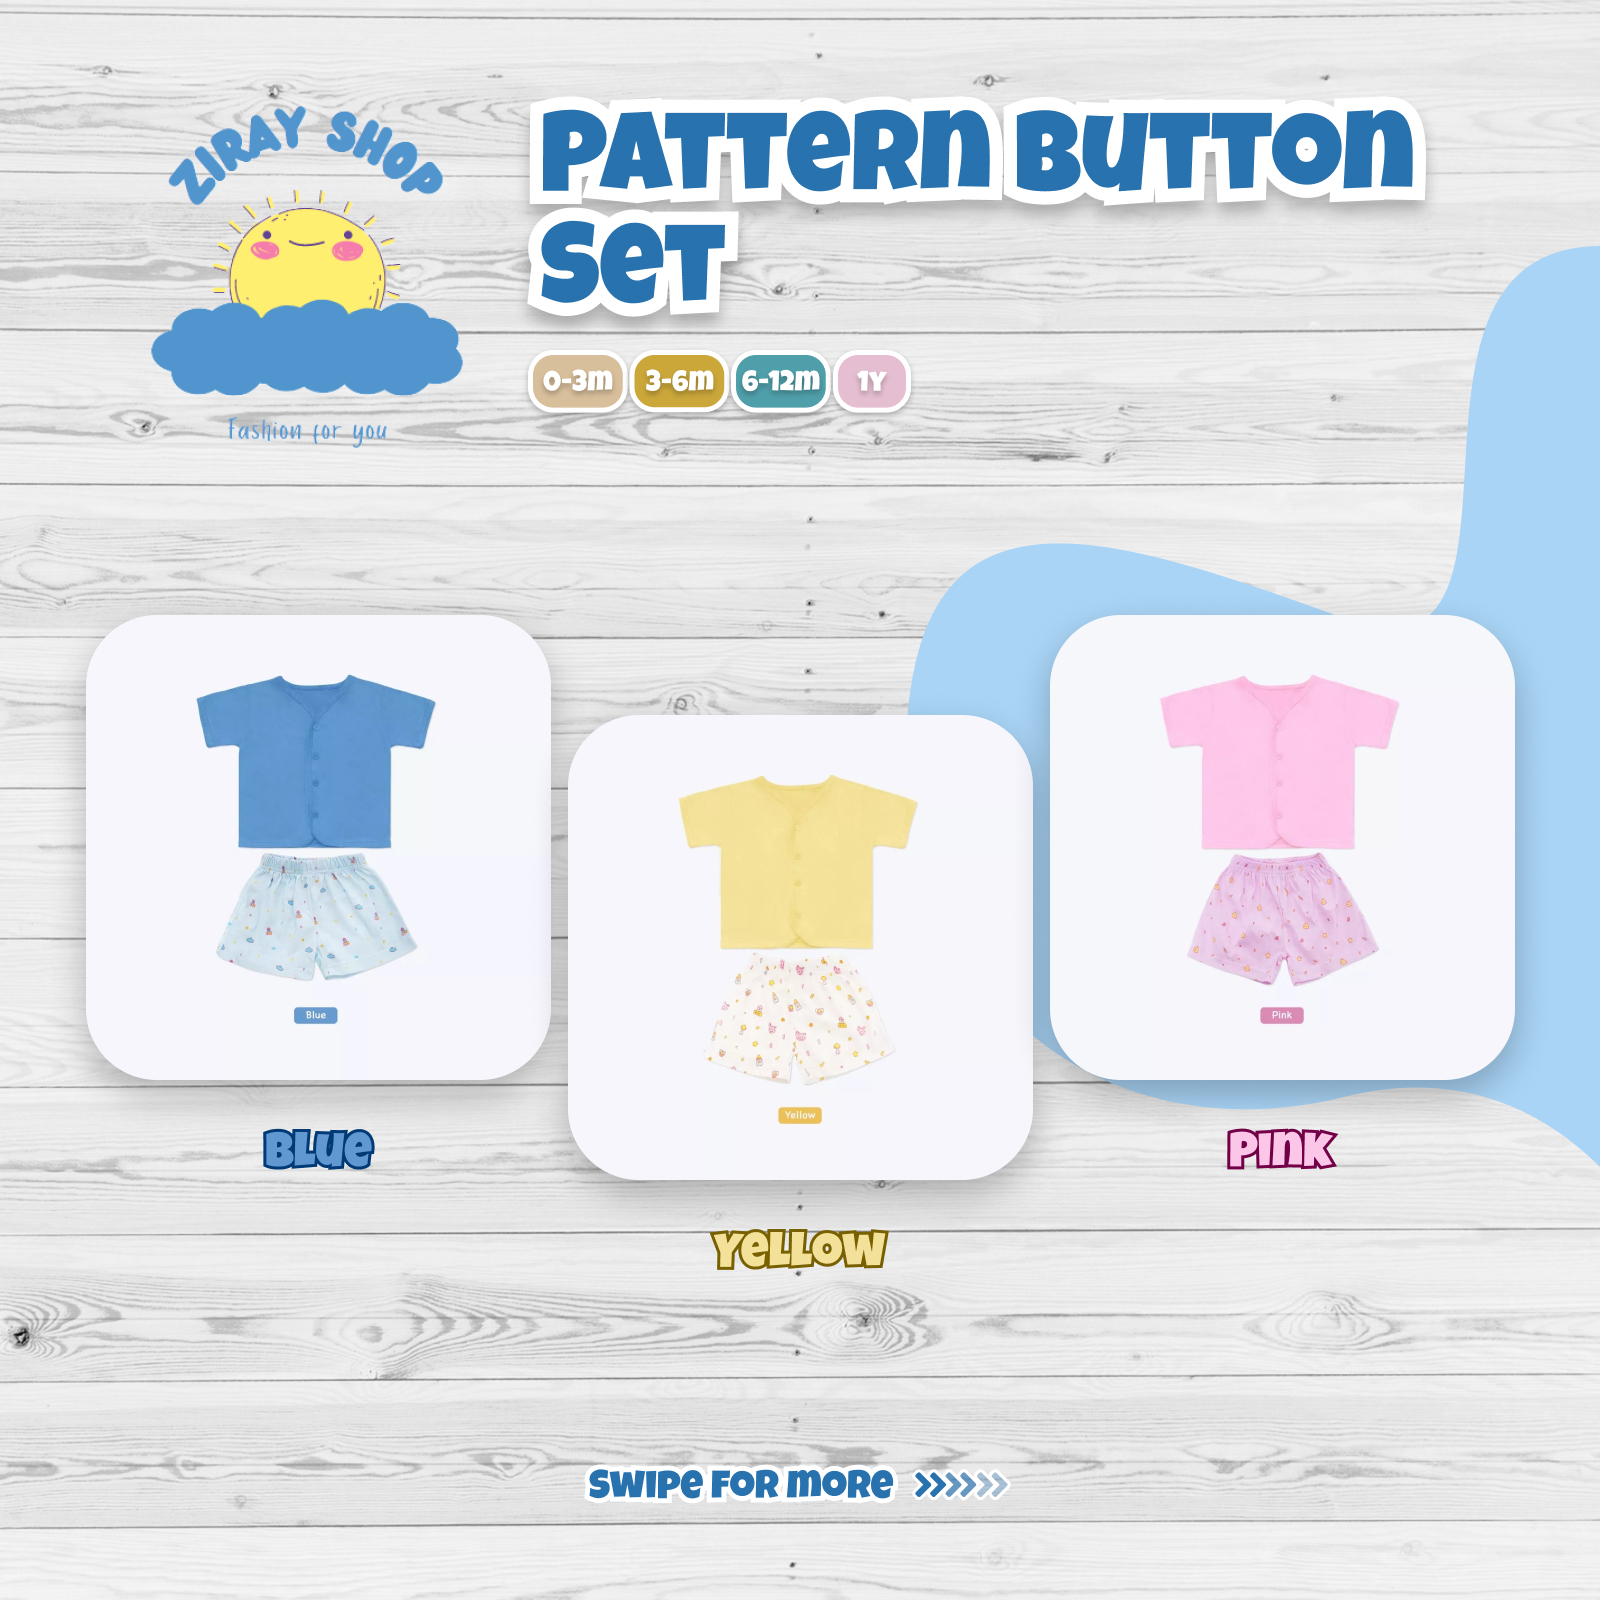 ZIRAY SHOP
Fashion for you
PATTERN BUTTON
SET
0-3M 3-6M 6-12M 1Y
Blue
Yellow
Pink
BLUE
YELLOW
PINK
SWIPE FOR MORE